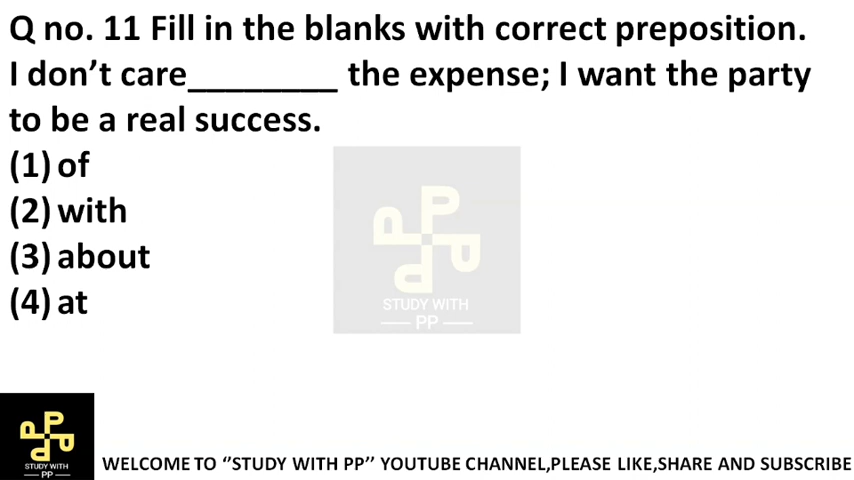 Q no. 11 Fill in the blanks with correct preposition.
I don’t care________ the expense; I want the party
to be a real success.
(1) of
(2) with
(3) about
(4) at
P P P P
STUDY WITH
PP
P P P P
STUDY WITH
PP
WELCOME TO ‘‘STUDY WITH PP’’ YOUTUBE CHANNEL,PLEASE LIKE,SHARE AND SUBSCRIBE